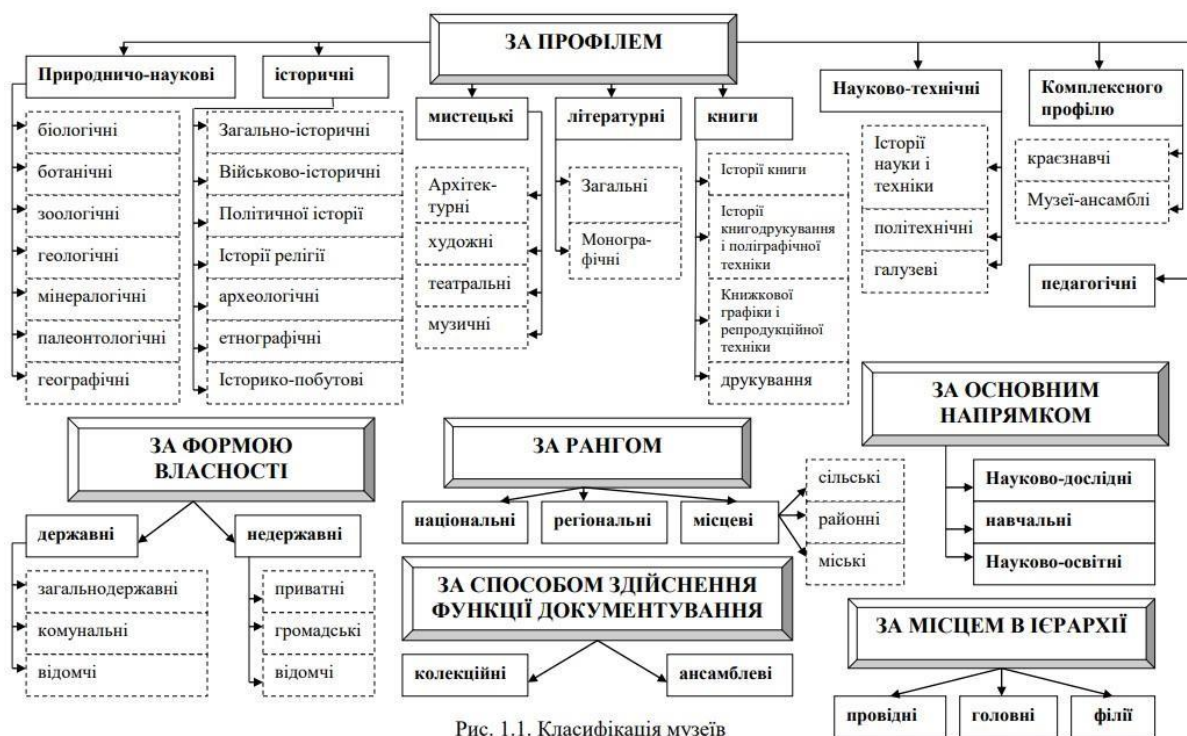 ЗА ПРОФІЛЕМ
Природничо-наукові
біологічні
ботанічні
зоологічні
геологічні
мінералогічні
палеонтологічні
географічні
історичні
Загально-історичні
Військово-історичні
Політичної історії
Історії релігії
археологічні
етнографічні
Історико-побутові
мистецькі
Архітек-
турні
художні
театральні
музичні
літературні
Загальні
Моногра-
фічні
книги
Історії книги
Історії
книгодрукування
і поліграфічної
техніки
Книжкової
графіки і
репродукційної
техніки
друкування
Науково-технічні
Історії
науки і
техніки
політехнічні
галузеві
Комплексного
профілю
краєзнавчі
Музеї-ансамблі
педагогічні
ЗА ФОРМОЮ
ВЛАСНОСТІ
державні
загальнодержавні
комунальні
відомчі
недержавні
приватні
громадські
відомчі
ЗА РАНГОМ
національні
регіональні
місцеві
сільські
районні
міські
ЗА ОСНОВНИМ
НАПРЯМКОМ
Науково-дослідні
навчальні
Науково-освітні
ЗА СПОСОБОМ ЗДІЙСНЕННЯ
ФУНКЦІЇ ДОКУМЕНТУВАННЯ
колекційні
ансамблеві
ЗА МІСЦЕМ В ІЄРАРХІЇ
провідні
головні
філії
Рис. 1.1. Класифікація музеїв